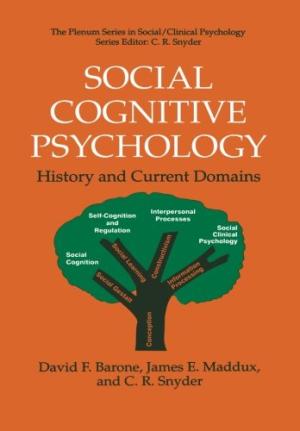 The Plenum Series in Social/Clinical Psychology
Series Editor: C. R. Snyder
SOCIAL
COGNITIVE
PSYCHOLOGY
History and Current Domains
Self-Cognition
and
Regulation
Interpersonal
Processes
Social
Clinical
Psychology
Social
Cognition
Social Learning
Constructivism
Information
Processing
Social Gestalt
Conception
David F. Barone, James E. Maddux,
and C. R. Snyder